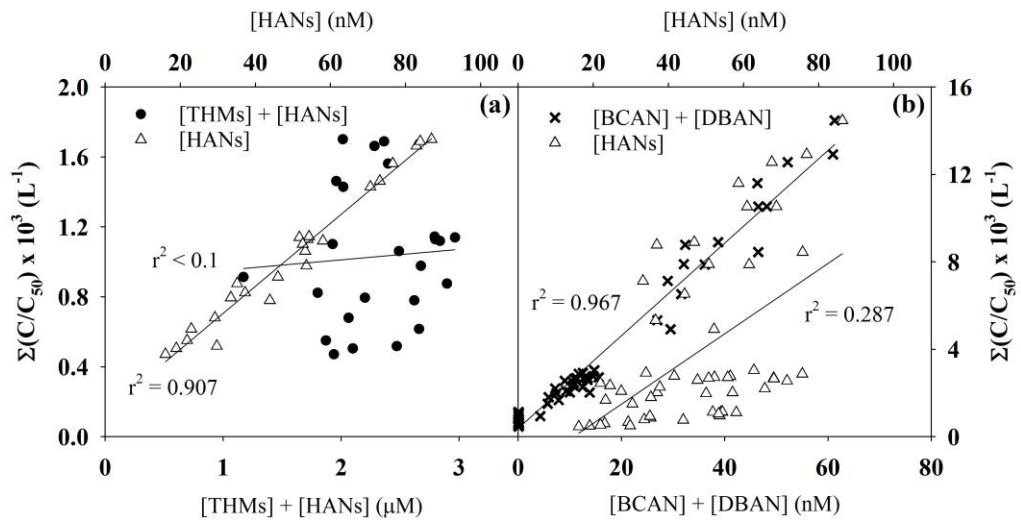 [HANs] (nM)
[HANs] (nM)
0 20 40 60 80 100
0 20 40 60 80 100
Σ(C/C50) x 10³ (L⁻¹)
2.0
1.6
1.2
0.8
0.4
0.0
(a)
[THMs] + [HANs]
[HANs]
r² < 0.1
r² = 0.907
1 2 3
[THMs] + [HANs] (µM)
(b)
[BCAN] + [DBAN]
[HANs]
r² = 0.967
r² = 0.287
16
12
8
4
0
Σ(C/C50) x 10³ (L⁻¹)
0 20 40 60 80
[BCAN] + [DBAN] (nM)